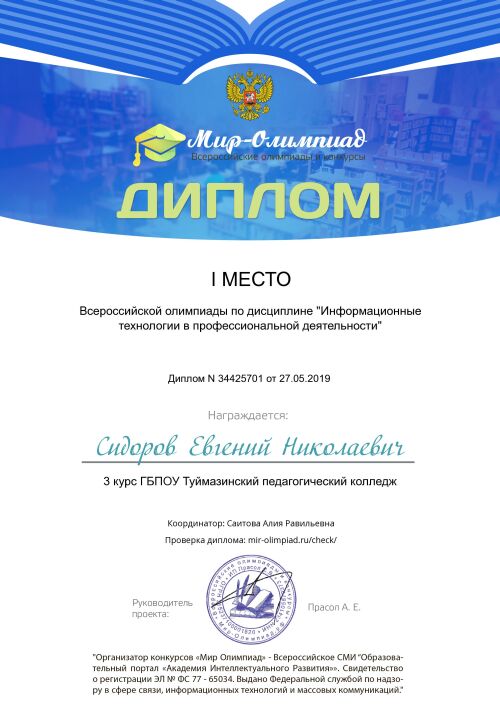 Мир-Олимпиад
Всероссийские олимпиады и конкурсы
ДИПЛОМ
I МЕСТО
Всероссийской олимпиады по дисциплине "Информационные
технологии в профессиональной деятельности"
Диплом N 34425701 от 27.05.2019
Награждается:
Сидоров Евгений Николаевич
3 курс ГБПОУ Туймазинский педагогический колледж
Координатор: Саитова Алия Равильевна
Проверка диплома: mir-olimpiad.ru/check/
Руководитель
проекта:
Прасол А. Е.
"Организатор конкурсов «Мир Олимпиад» - Всероссийское СМИ "Образова-
тельный портал «Академия Интеллектуального Развития»». Свидетельство
о регистрации ЭЛ № ФС 77 - 65034. Выдано Федеральной службой по надзо-
ру в сфере связи, информационных технологий и массовых коммуникаций."